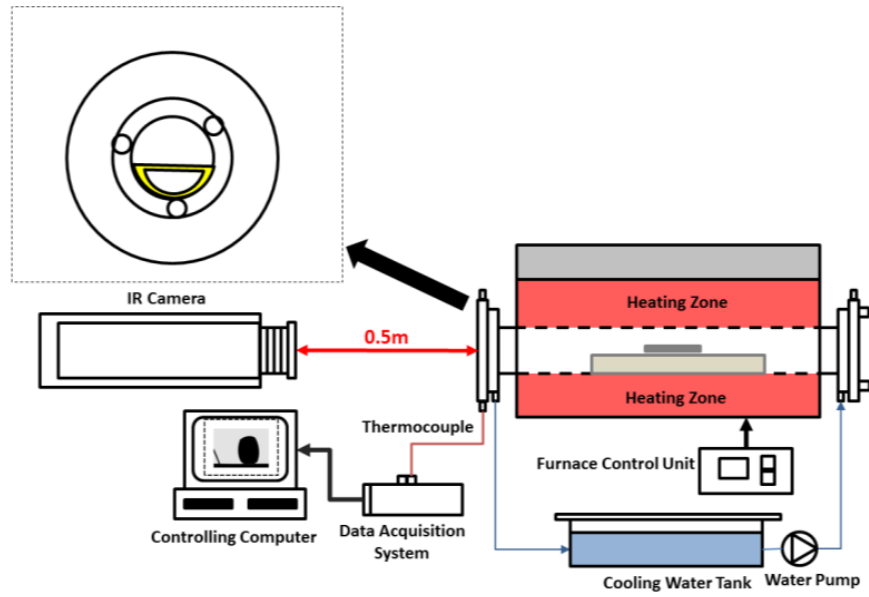 IR Camera
0.5m
Heating Zone
Heating Zone
Thermocouple
Furnace Control
Unit
Controlling Computer
Data Acquisition
System
Cooling Water Tank
Water Pump